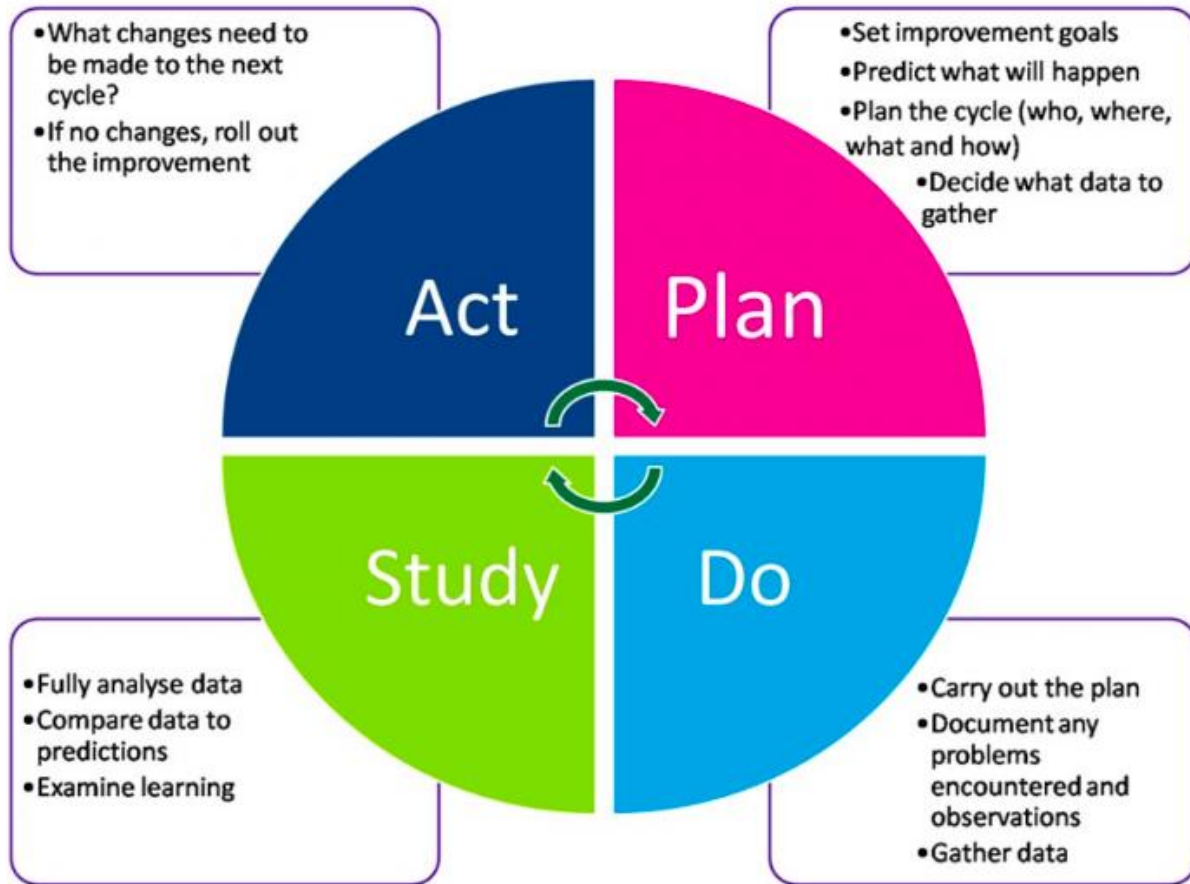 •What changes need to
be made to the next
cycle?
•If no changes, roll out
the improvement
•Set improvement goals
•Predict what will happen
•Plan the cycle (who, where,
what and how)
•Decide what data to
gather
Act
Plan
Study
Do
•Fully analyse data
•Compare data to
predictions
•Examine learning
•Carry out the plan
•Document any
problems
encountered and
observations
•Gather data